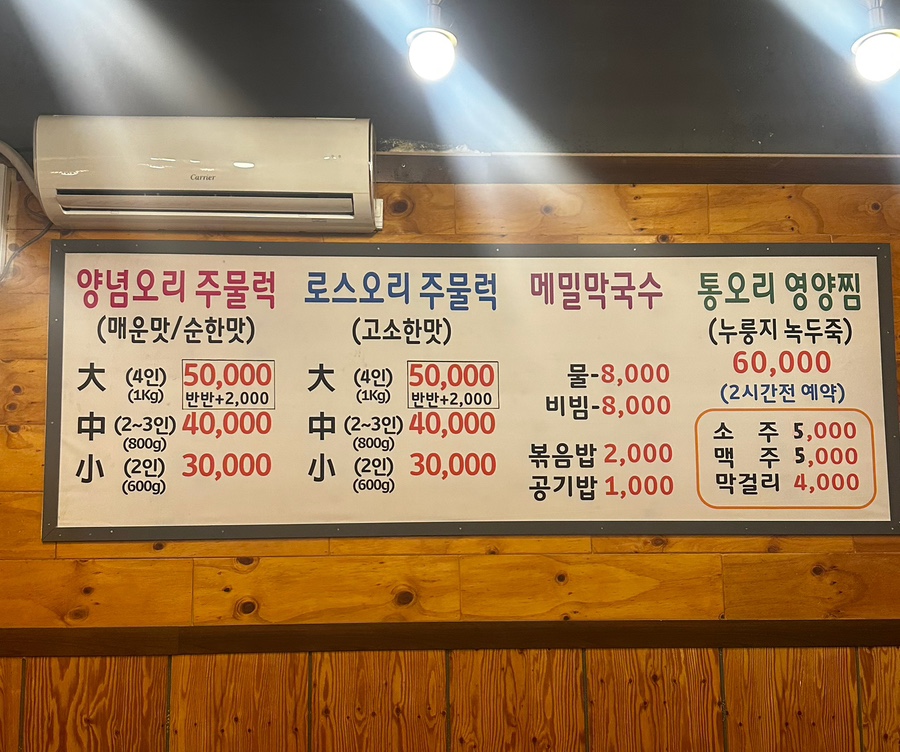 Carrier
양념오리 주물럭
(매운맛/순한맛)
大 (4인) (1Kg) 50,000
반반+2,000
中 (2~3인) (800g) 40,000
小 (2인) (600g) 30,000
로스오리 주물럭
(고소한맛)
大 (4인) (1Kg) 50,000
반반+2,000
中 (2~3인) (800g) 40,000
小 (2인) (600g) 30,000
메밀막국수
물-8,000
비빔-8,000
볶음밥 2,000
공기밥 1,000
통오리 영양찜
(누룽지 녹두죽)
60,000
(2시간전 예약)
소 주 5,000
맥 주 5,000
막걸리 4,000